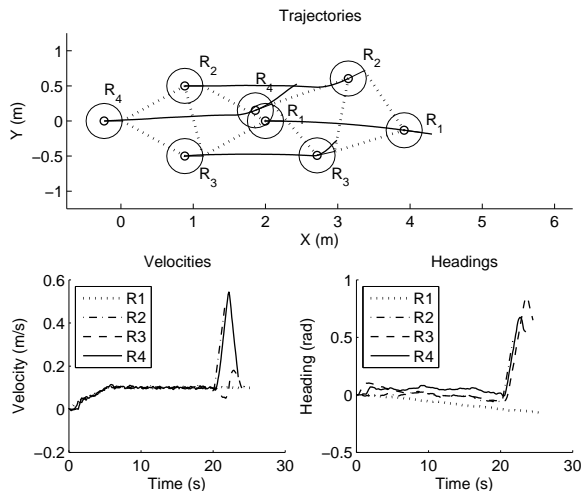 Trajectories
Y (m)
1
0.5
0
−0.5
−1
R4
R2
R3
R4
R1
R2
R3
R1
0 1 2 3 4 5 6
X (m)
Velocities
Velocity (m/s)
0.6
0.4
0.2
0
−0.2
R1
R2
R3
R4
0 10 20 30
Time (s)
Headings
Heading (rad)
1
0.5
0
−0.5
R1
R2
R3
R4
0 10 20 30
Time (s)